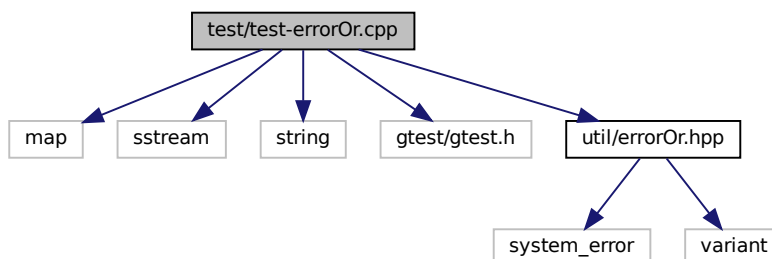 test/test-errorOr.cpp
map
sstream
string
gtest/gtest.h
util/errorOr.hpp
system_error
variant